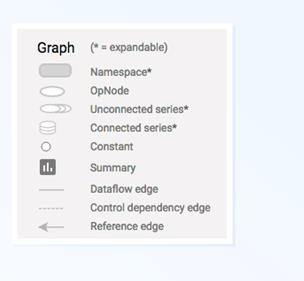 Graph (* = expandable)
Namespace*
OpNode
Unconnected series*
Connected series*
Constant
Summary
Dataflow edge
Control dependency edge
Reference edge